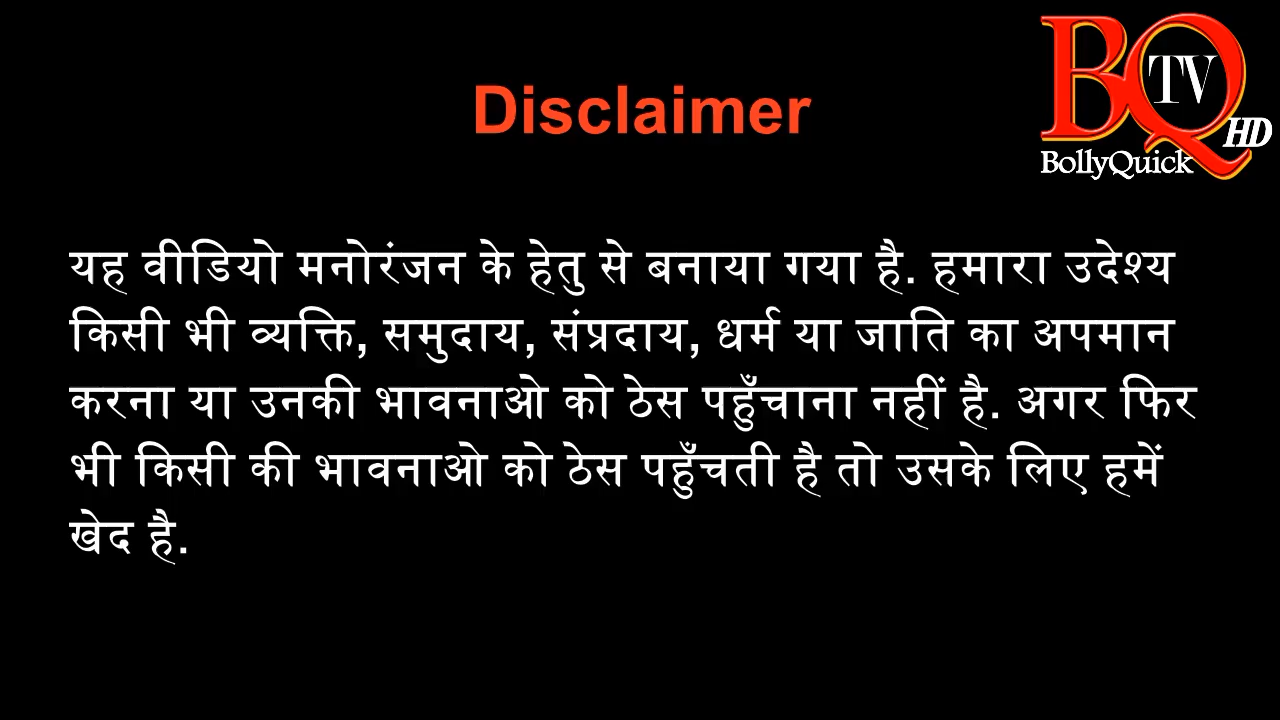 Disclaimer
BQ
TV
HD
BollyQuick
यह वीडियो मनोरंजन के हेतु से बनाया गया है. हमारा उदेश्य
किसी भी व्यक्ति, समुदाय, संप्रदाय, धर्म या जाति का अपमान
करना या उनकी भावनाओ को ठेस पहुँचाना नहीं है. अगर फिर
भी किसी की भावनाओ को ठेस पहुँचती है तो उसके लिए हमें
खेद है.